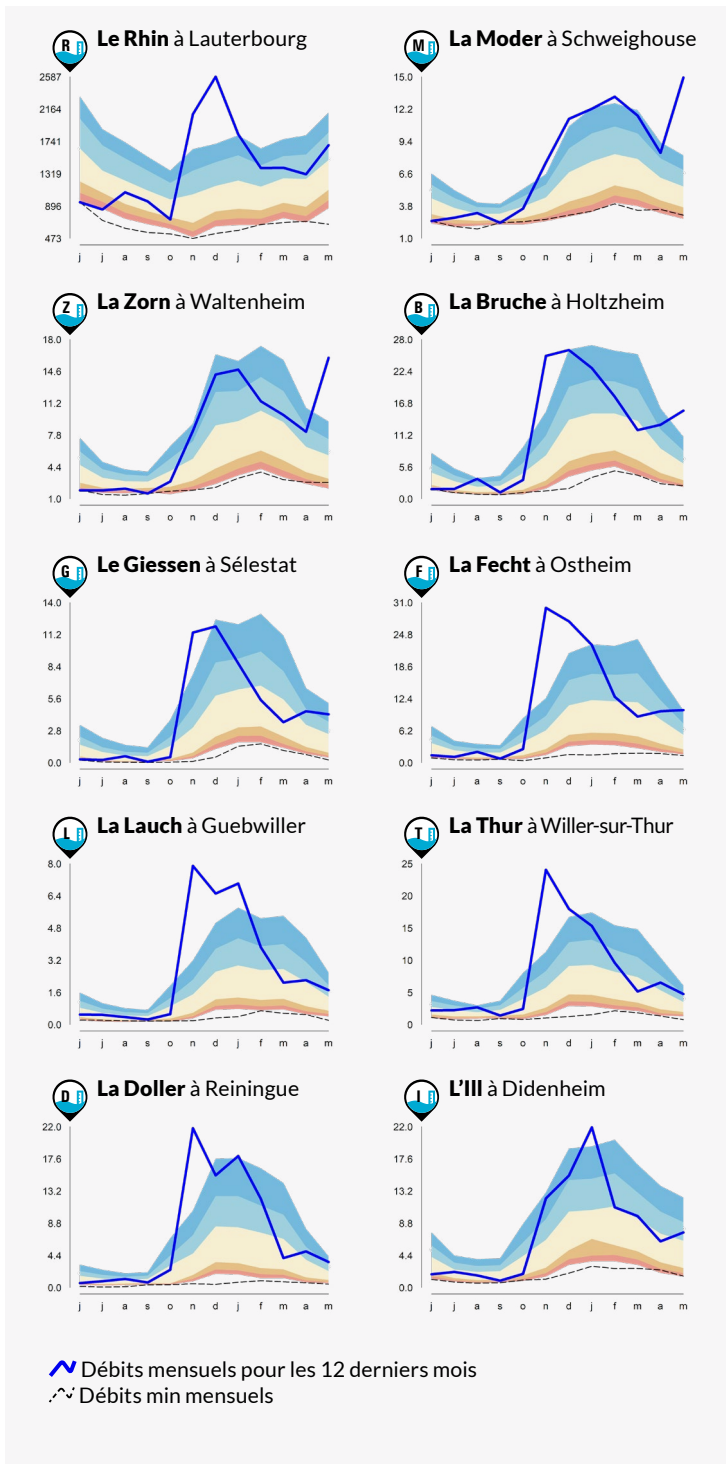 R Le Rhin à Lauterbourg
2587
2164
1741
1319
896
473
j j a s o n d j f m a m
M La Moder à Schweighouse
15.0
12.2
9.4
6.6
3.8
1.0
j j a s o n d j f m a m
Z La Zorn à Waltenheim
18.0
14.6
11.2
7.8
4.4
1.0
j j a s o n d j f m a m
B La Bruche à Holtzheim
28.0
22.4
16.8
11.2
5.6
0.0
j j a s o n d j f m a m
G Le Giessen à Sélestat
14.0
11.2
8.4
5.6
2.8
0.0
j j a s o n d j f m a m
F La Fecht à Ostheim
31.0
24.8
18.6
12.4
6.2
0.0
j j a s o n d j f m a m
L La Lauch à Guebwiller
8.0
6.4
4.8
3.2
1.6
0.0
j j a s o n d j f m a m
T La Thur à Willer-sur-Thur
25
20
15
10
5
0
j j a s o n d j f m a m
D La Doller à Reiningue
22.0
17.6
13.2
8.8
4.4
0.0
j j a s o n d j f m a m
I L'Ill à Didenheim
22.0
17.6
13.2
8.8
4.4
0.0
j j a s o n d j f m a m
Débits mensuels pour les 12 derniers mois
Débits min mensuels